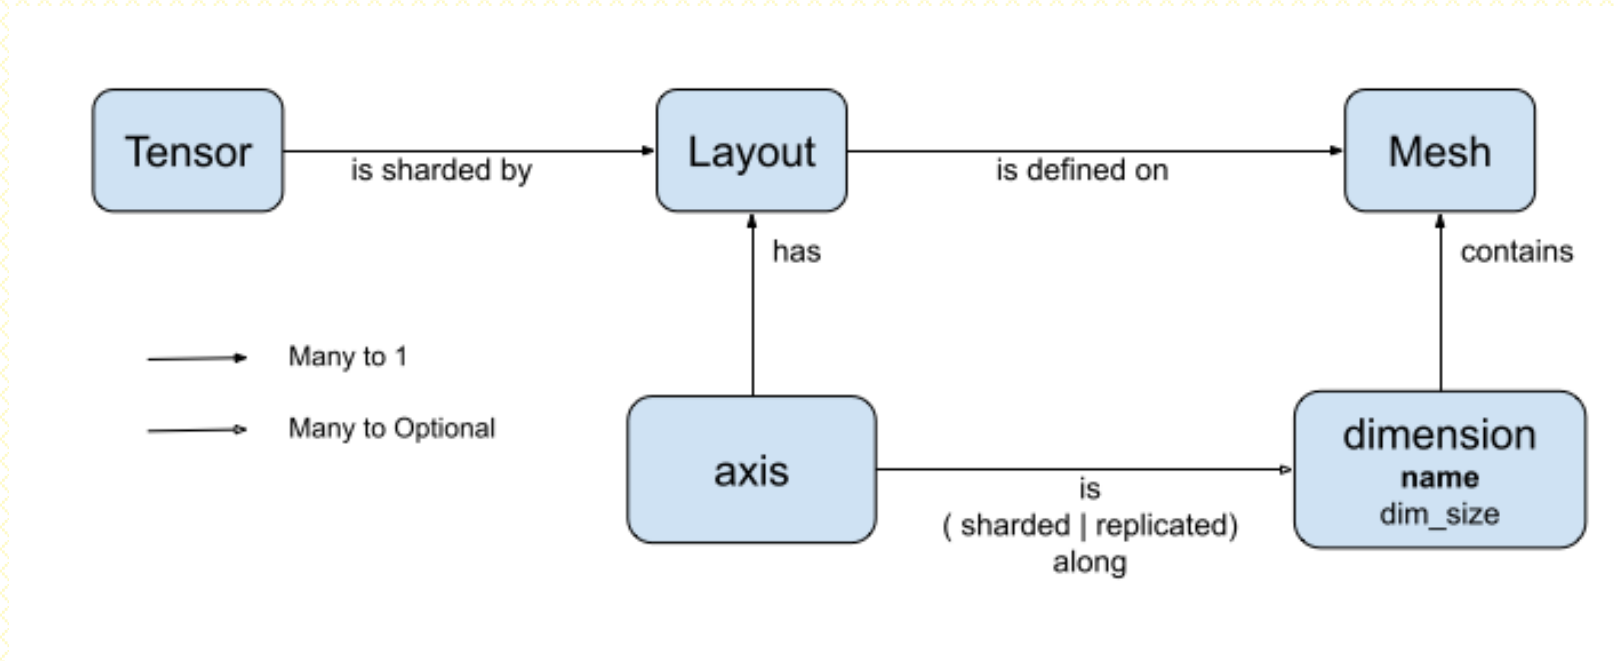 Tensor
is sharded by
Layout
is defined on
Mesh
has
contains
Many to 1
Many to Optional
axis
is
( sharded | replicated)
along
dimension
name
dim_size